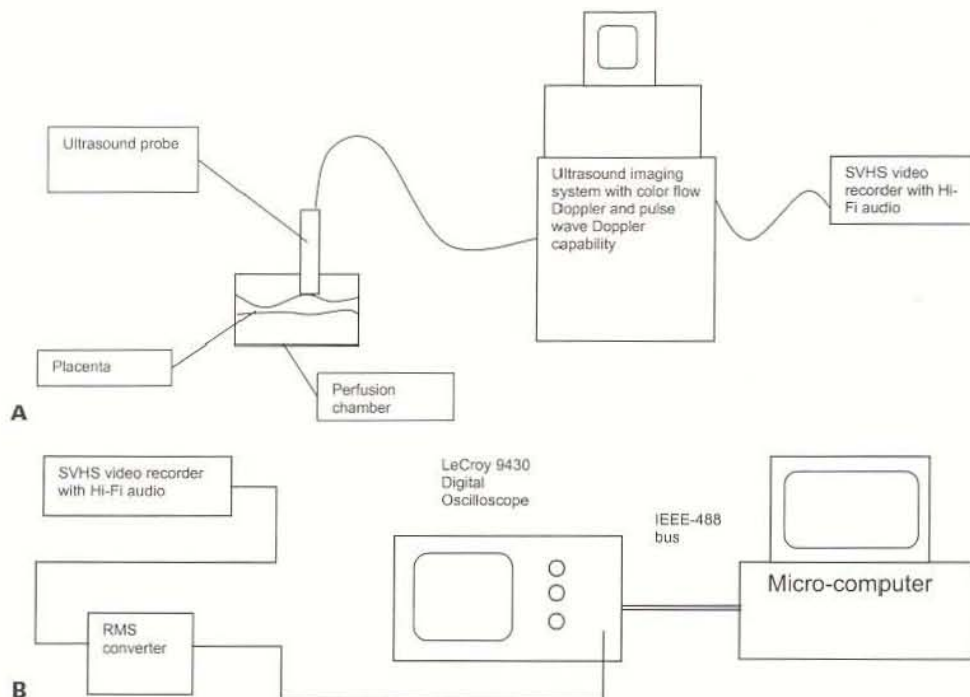 Ultrasound probe
Ultrasound imaging
system with color flow
Doppler and pulse
wave Doppler
capability
SVHS video
recorder with Hi-
Fi audio
Placenta
Perfusion
chamber
A
SVHS video recorder
with Hi-Fi audio
LeCroy 9430
Digital
Oscilloscope
IEEE-488
bus
Micro-computer
RMS
converter
B